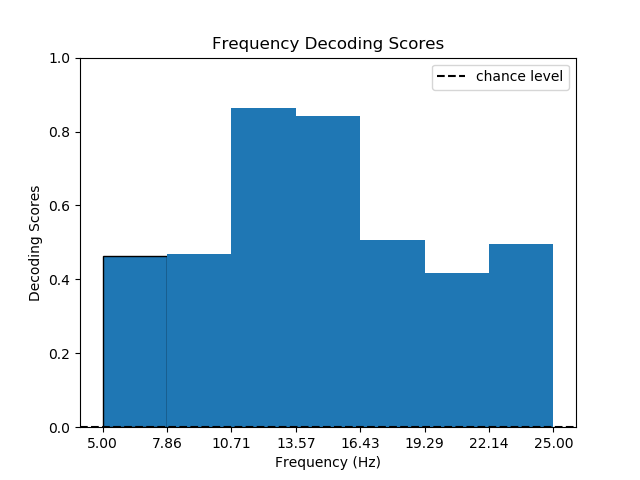 Frequency Decoding Scores
chance level
Decoding Scores
1.0
0.8
0.6
0.4
0.2
0.0
5.00 7.86 10.71 13.57 16.43 19.29 22.14 25.00
Frequency (Hz)